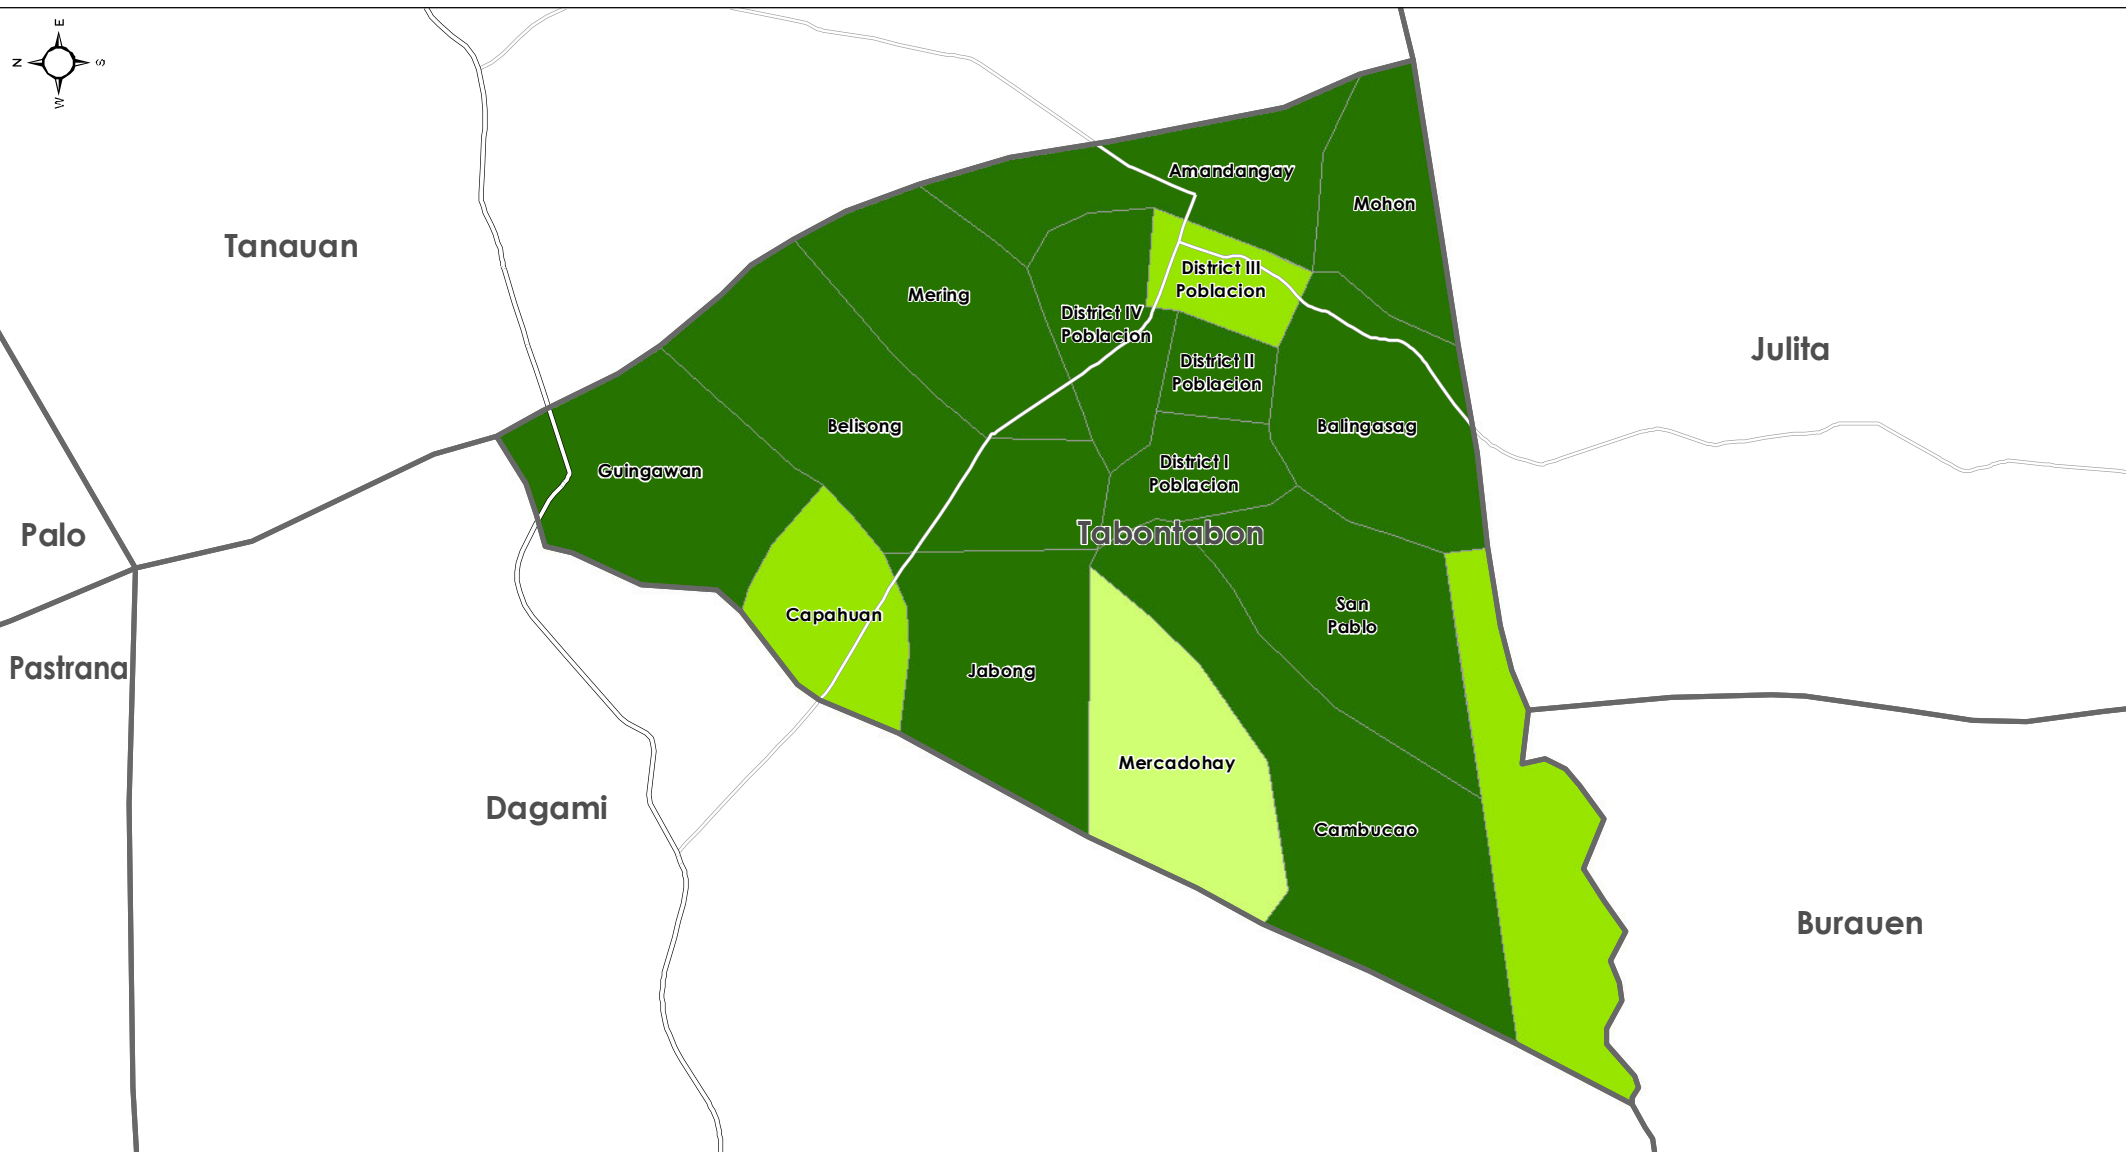 E
N
S
W
Amandangay
Mohon
Tanauan
District III
Poblacion
Mering
District IV
Poblacion
Julita
District II
Poblacion
Belisong
Balingasag
Guingawan
District I
Poblacion
Tabontabon
Palo
San
Pablo
Capahuan
Pastrana
Jabong
Mercadohay
Dagami
Cambucao
Burauen